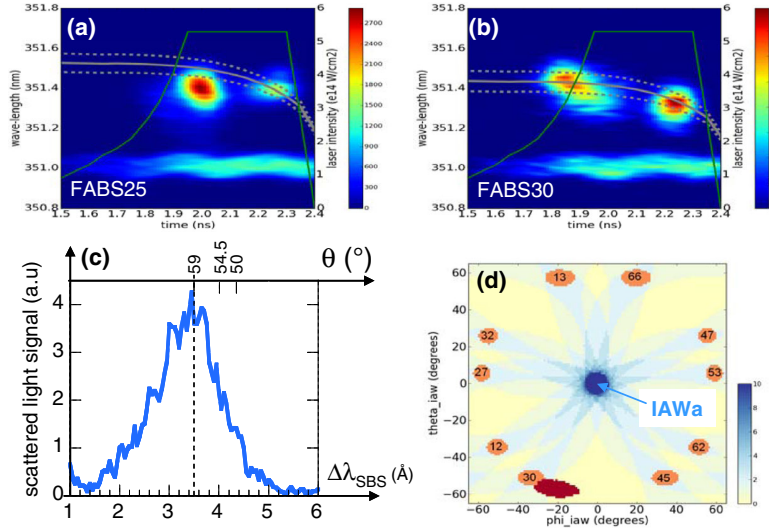 (a)
351.8
351.6
351.4
351.2
351.0
350.8
wave-length (nm)
FABS25
1.5 1.6 1.7 1.8 1.9 2.0 2.1 2.2 2.3 2.4
time (ns)
6
5
4
3
2
1
0
laser intensity (e14 W/cm2)
2700
2400
2100
1800
1500
1200
900
600
300
0
(b)
351.8
351.6
351.4
351.2
351.0
350.8
wave-length (nm)
FABS30
1.5 1.6 1.7 1.8 1.9 2.0 2.1 2.2 2.3 2.4
time (ns)
6
5
4
3
2
1
0
laser intensity (e14 W/cm2)
(c)
59
54.5
50
θ (°)
scattered light signal (a.u)
4
3
2
1
0
1 2 3 4 5 6
ΔλSBS (Å)
(d)
theta_iaw (degrees)
60
40
20
0
−20
−40
−60
13 66
32 26
27 53
12 62
30 45
IAWa
−60 −40 −20 0 20 40 60
phi_iaw (degrees)
10
8
6
4
2
0